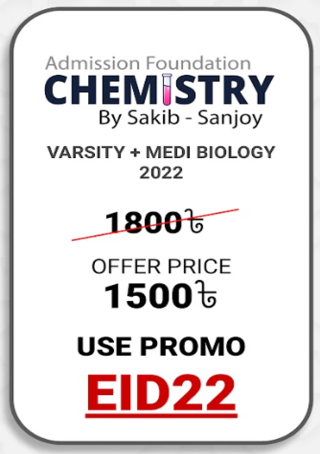 Admission Foundation
CHEMISTRY
By Sakib - Sanjoy
VARSITY + MEDI BIOLOGY
2022
1800৳
OFFER PRICE
1500৳
USE PROMO
EID22